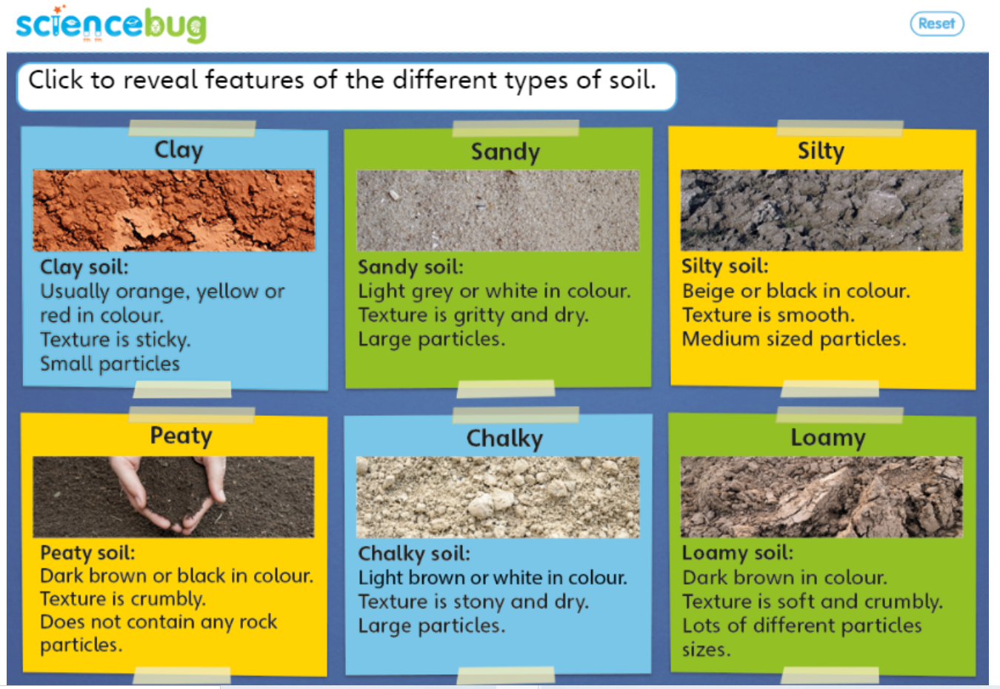 sciencebug
Reset
Click to reveal features of the different types of soil.
Clay
Clay soil:
Usually orange, yellow or
red in colour.
Texture is sticky.
Small particles
Sandy
Sandy soil:
Light grey or white in colour.
Texture is gritty and dry.
Large particles.
Silty
Silty soil:
Beige or black in colour.
Texture is smooth.
Medium sized particles.
Peaty
Peaty soil:
Dark brown or black in colour.
Texture is crumbly.
Does not contain any rock
particles.
Chalky
Chalky soil:
Light brown or white in colour.
Texture is stony and dry.
Large particles.
Loamy
Loamy soil:
Dark brown in colour.
Texture is soft and crumbly.
Lots of different particles
sizes.